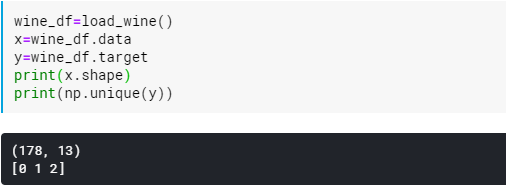 wine_df=load_wine()
x=wine_df.data
y=wine_df.target
print(x.shape)
print(np.unique(y))
(178, 13)
[0 1 2]